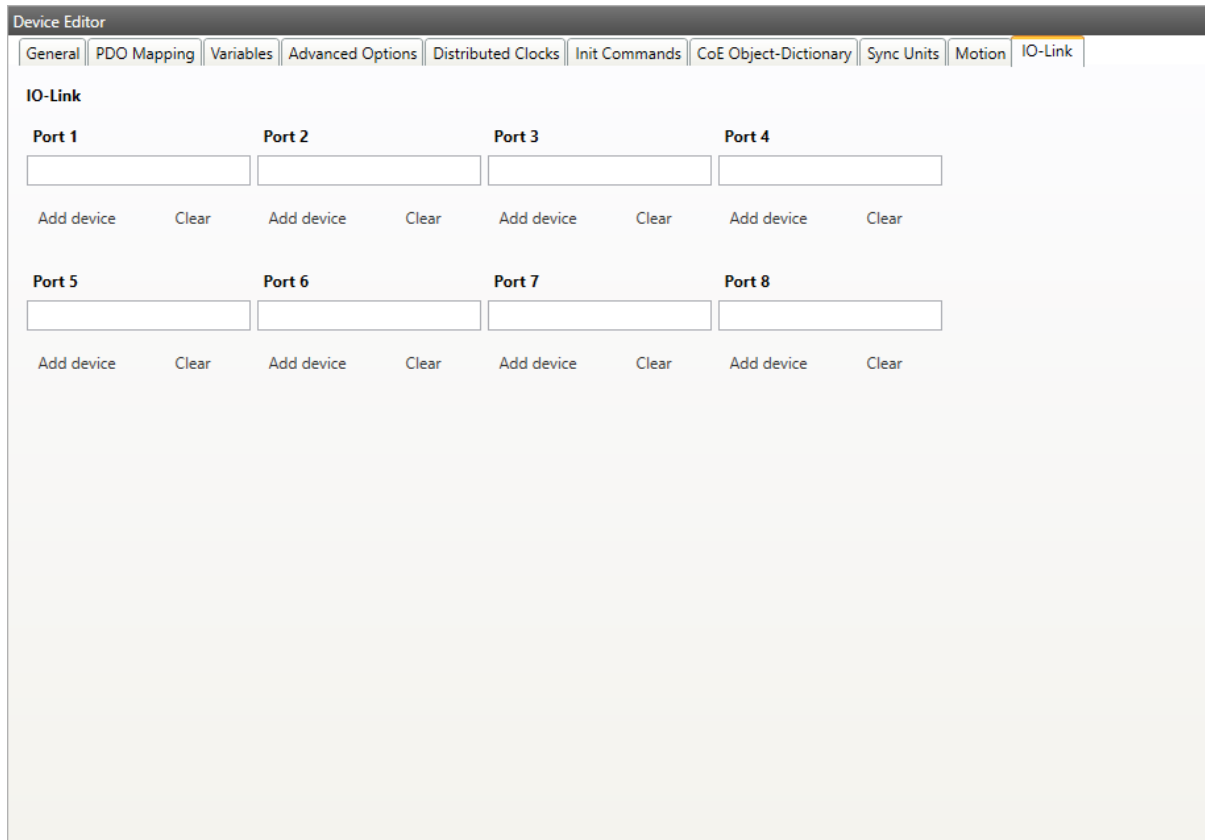 Device Editor
General PDO Mapping Variables Advanced Options Distributed Clocks Init Commands CoE Object-Dictionary Sync Units Motion IO-Link
IO-Link
Port 1 Port 2 Port 3 Port 4
Add device Clear Add device Clear Add device Clear Add device Clear
Port 5 Port 6 Port 7 Port 8
Add device Clear Add device Clear Add device Clear Add device Clear